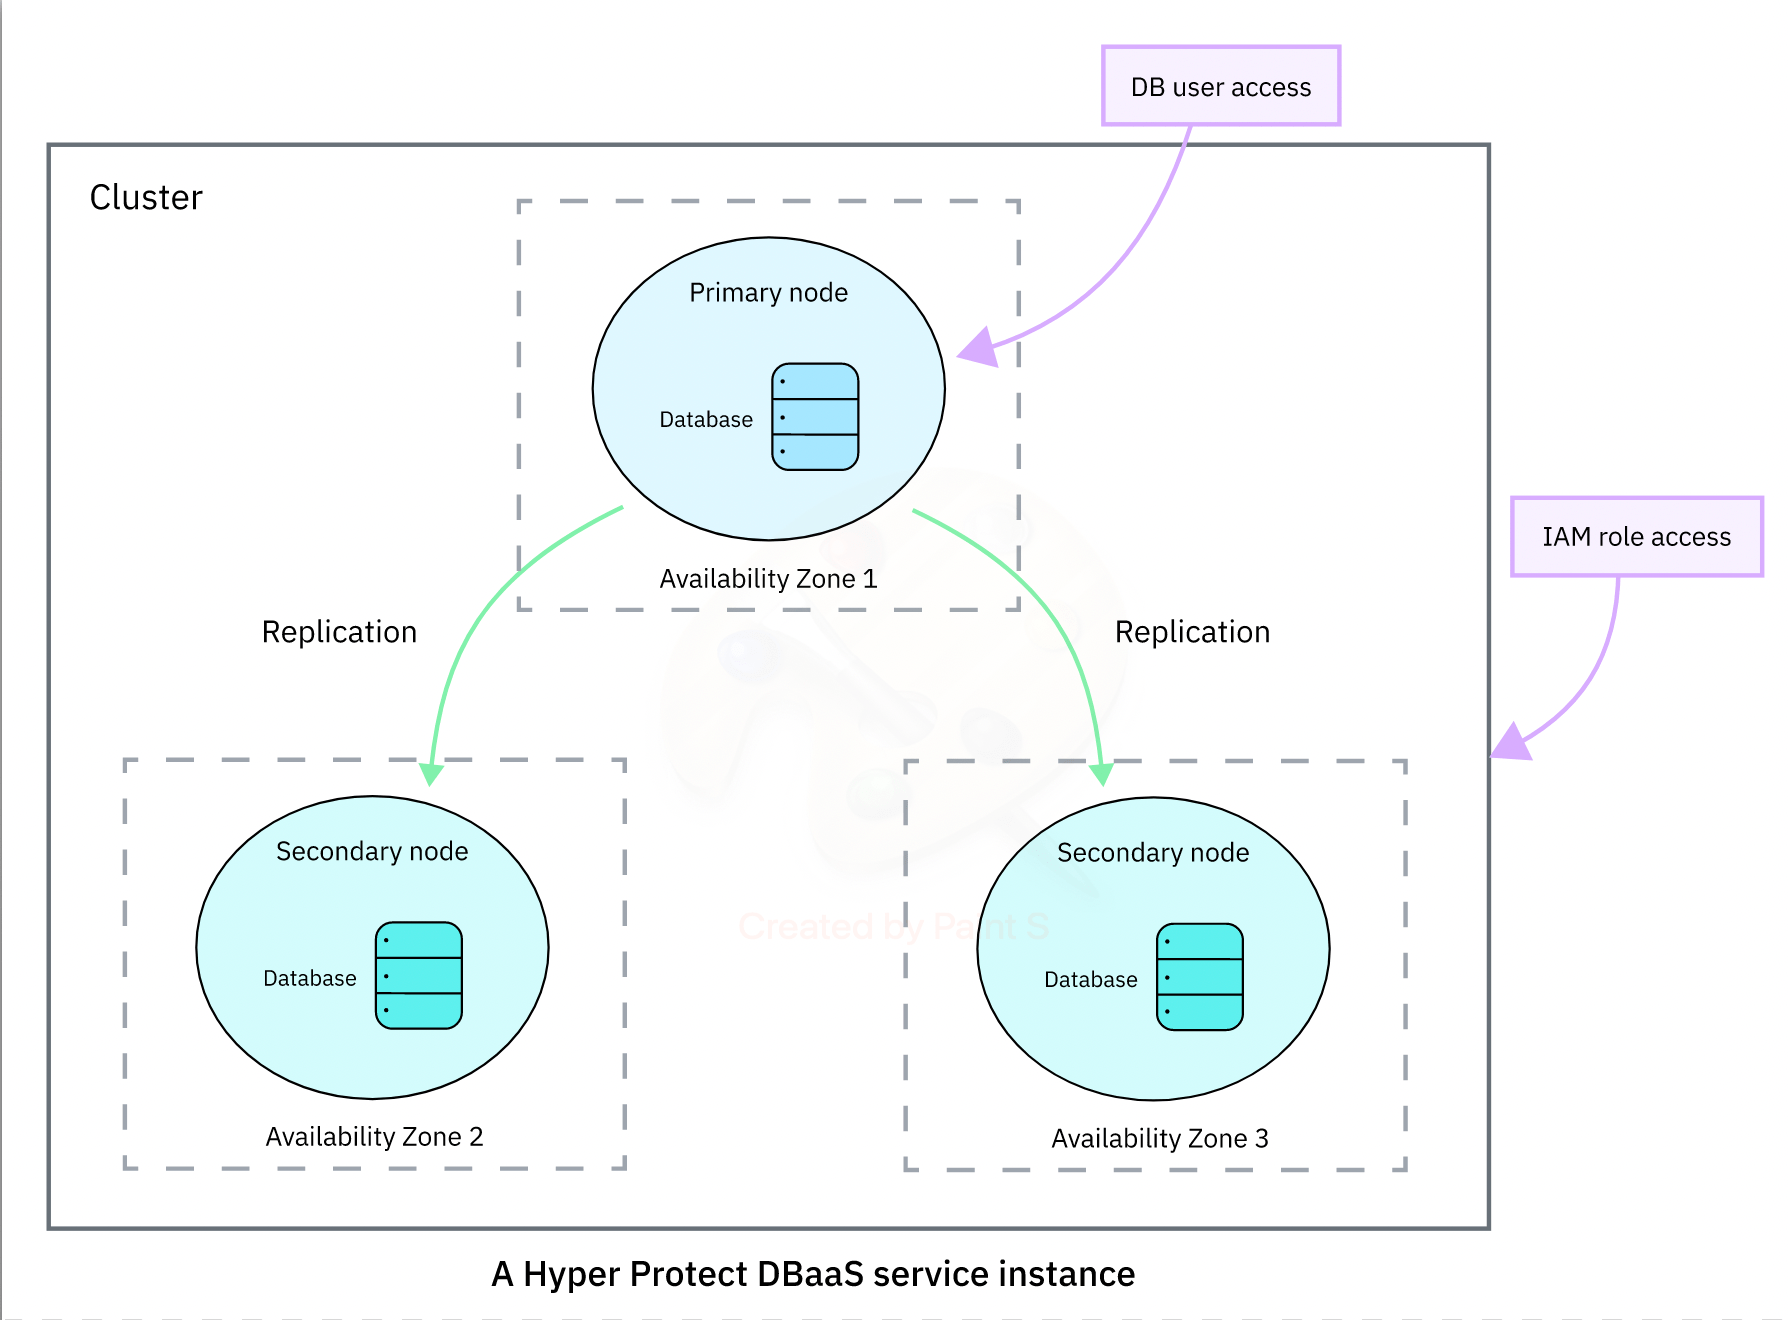 DB user access
Cluster
Primary node
Database
Availability Zone 1
IAM role access
Replication
Replication
Secondary node
Database
Availability Zone 2
Secondary node
Database
Availability Zone 3
Created by Paint S
A Hyper Protect DBaaS service instance